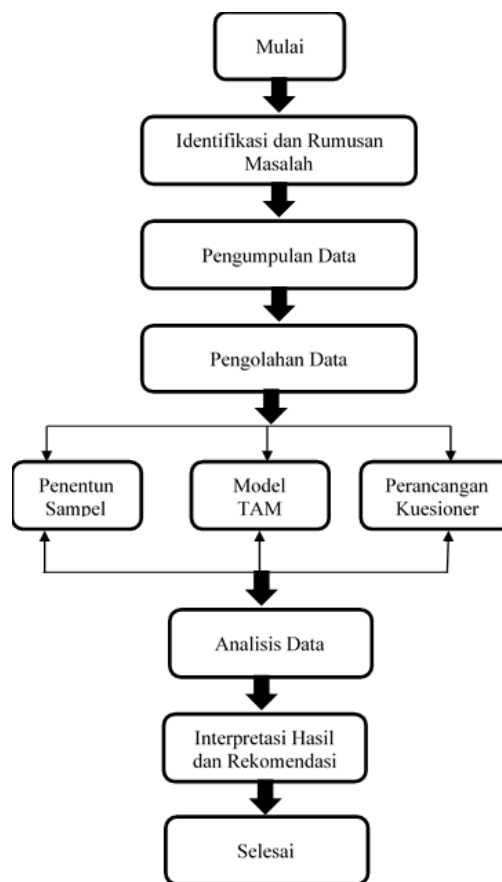 Mulai
Identifikasi dan Rumusan
Masalah
Pengumpulan Data
Pengolahan Data
Penentun
Sampel
Model
TAM
Perancangan
Kuesioner
Analisis Data
Interpretasi Hasil
dan Rekomendasi
Selesai